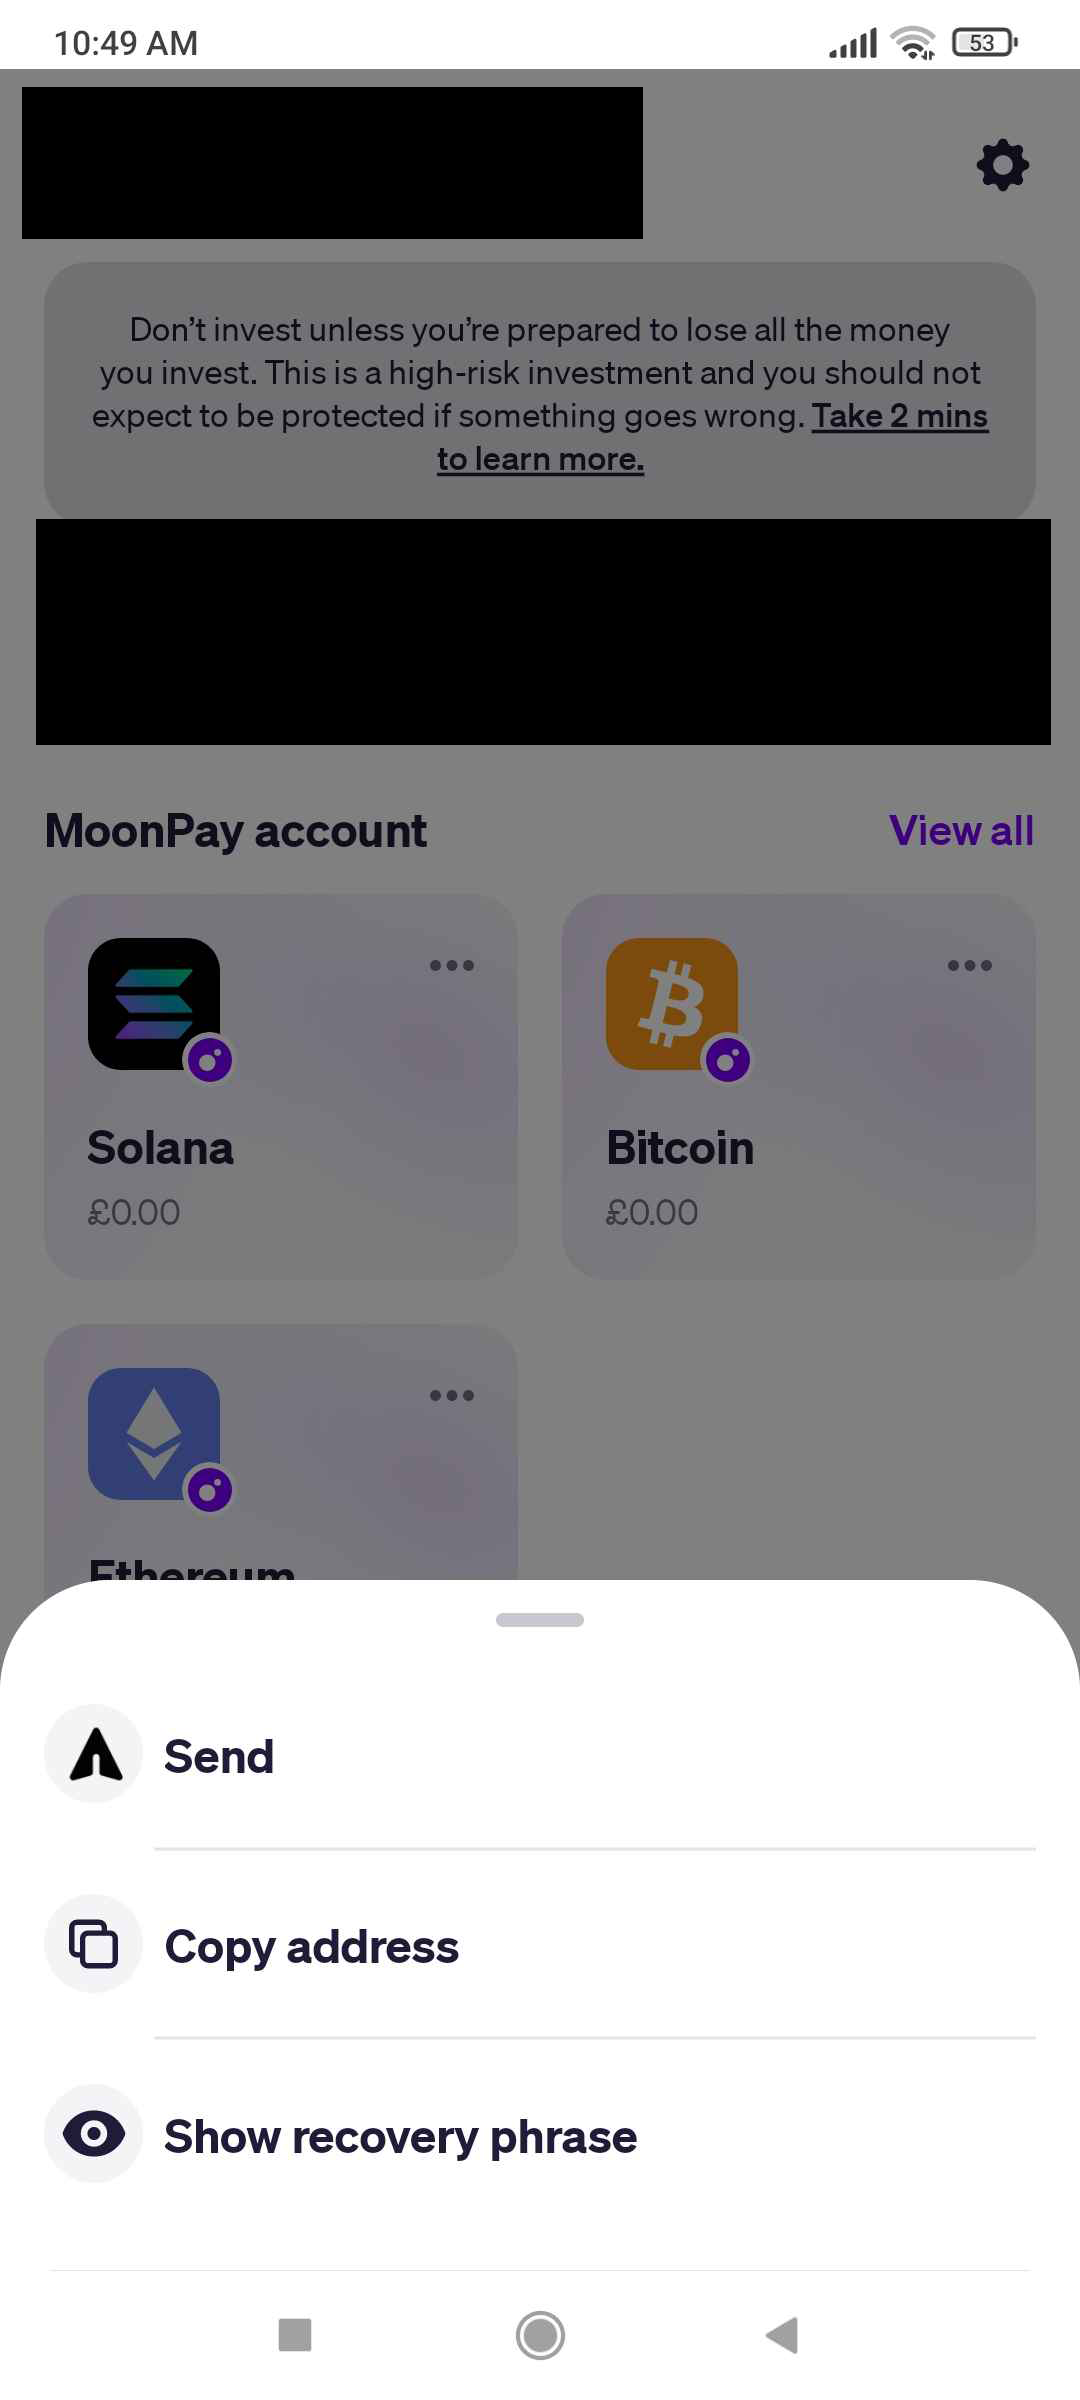 10:49 AM
53
Don’t invest unless you’re prepared to lose all the money
you invest. This is a high-risk investment and you should not
expect to be protected if something goes wrong. Take 2 mins
to learn more.
MoonPay account
View all
Solana
£0.00
Bitcoin
£0.00
Ethereum
Send
Copy address
Show recovery phrase